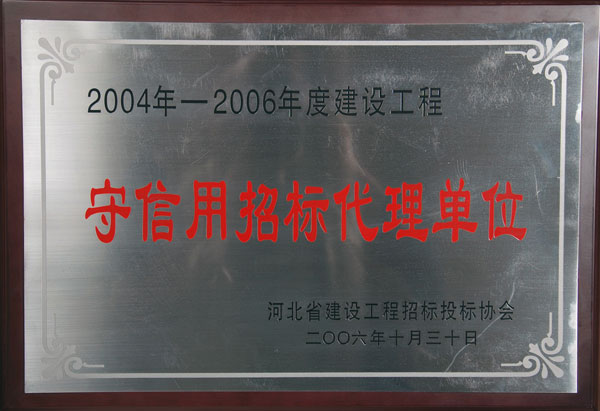 2004年—2006年度建设工程
守信用招标代理单位
河北省建设工程招标投标协会
二〇〇六年十月三十日